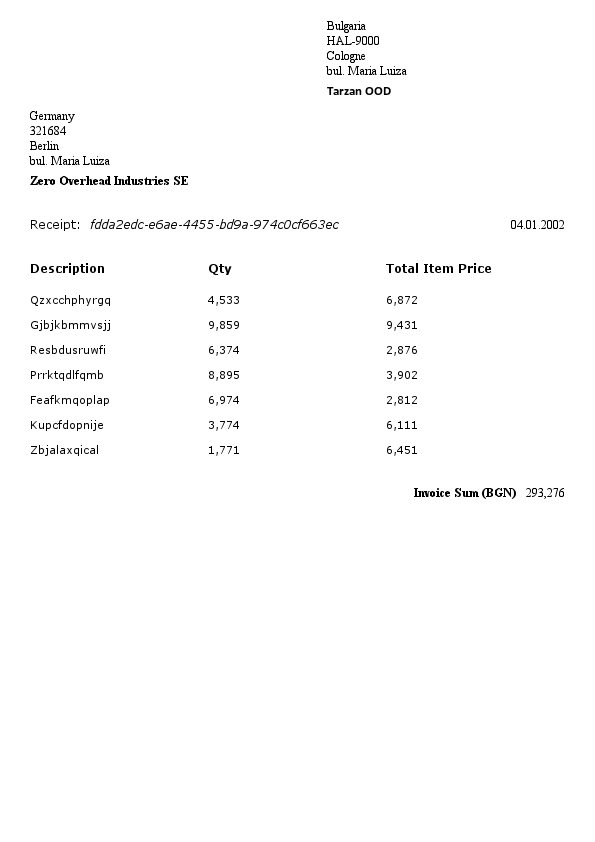 Bulgaria
HAL-9000
Cologne
bul. Maria Luiza
Tarzan OOD
Germany
321684
Berlin
bul. Maria Luiza
Zero Overhead Industries SE
Receipt: fdda2edc-e6ae-4455-bd9a-974c0cf663ec 04.01.2002
Description Qty Total Item Price
Qzxcchphyrgq 4,533 6,872
Gjbjkbmmvsjj 9,859 9,431
Resbdusruwfi 6,374 2,876
Prrktqdlfqmb 8,895 3,902
Feafkmqoplap 6,974 2,812
Kupcfdopnije 3,774 6,111
Zbjalaxqical 1,771 6,451
Invoice Sum (BGN) 293,276